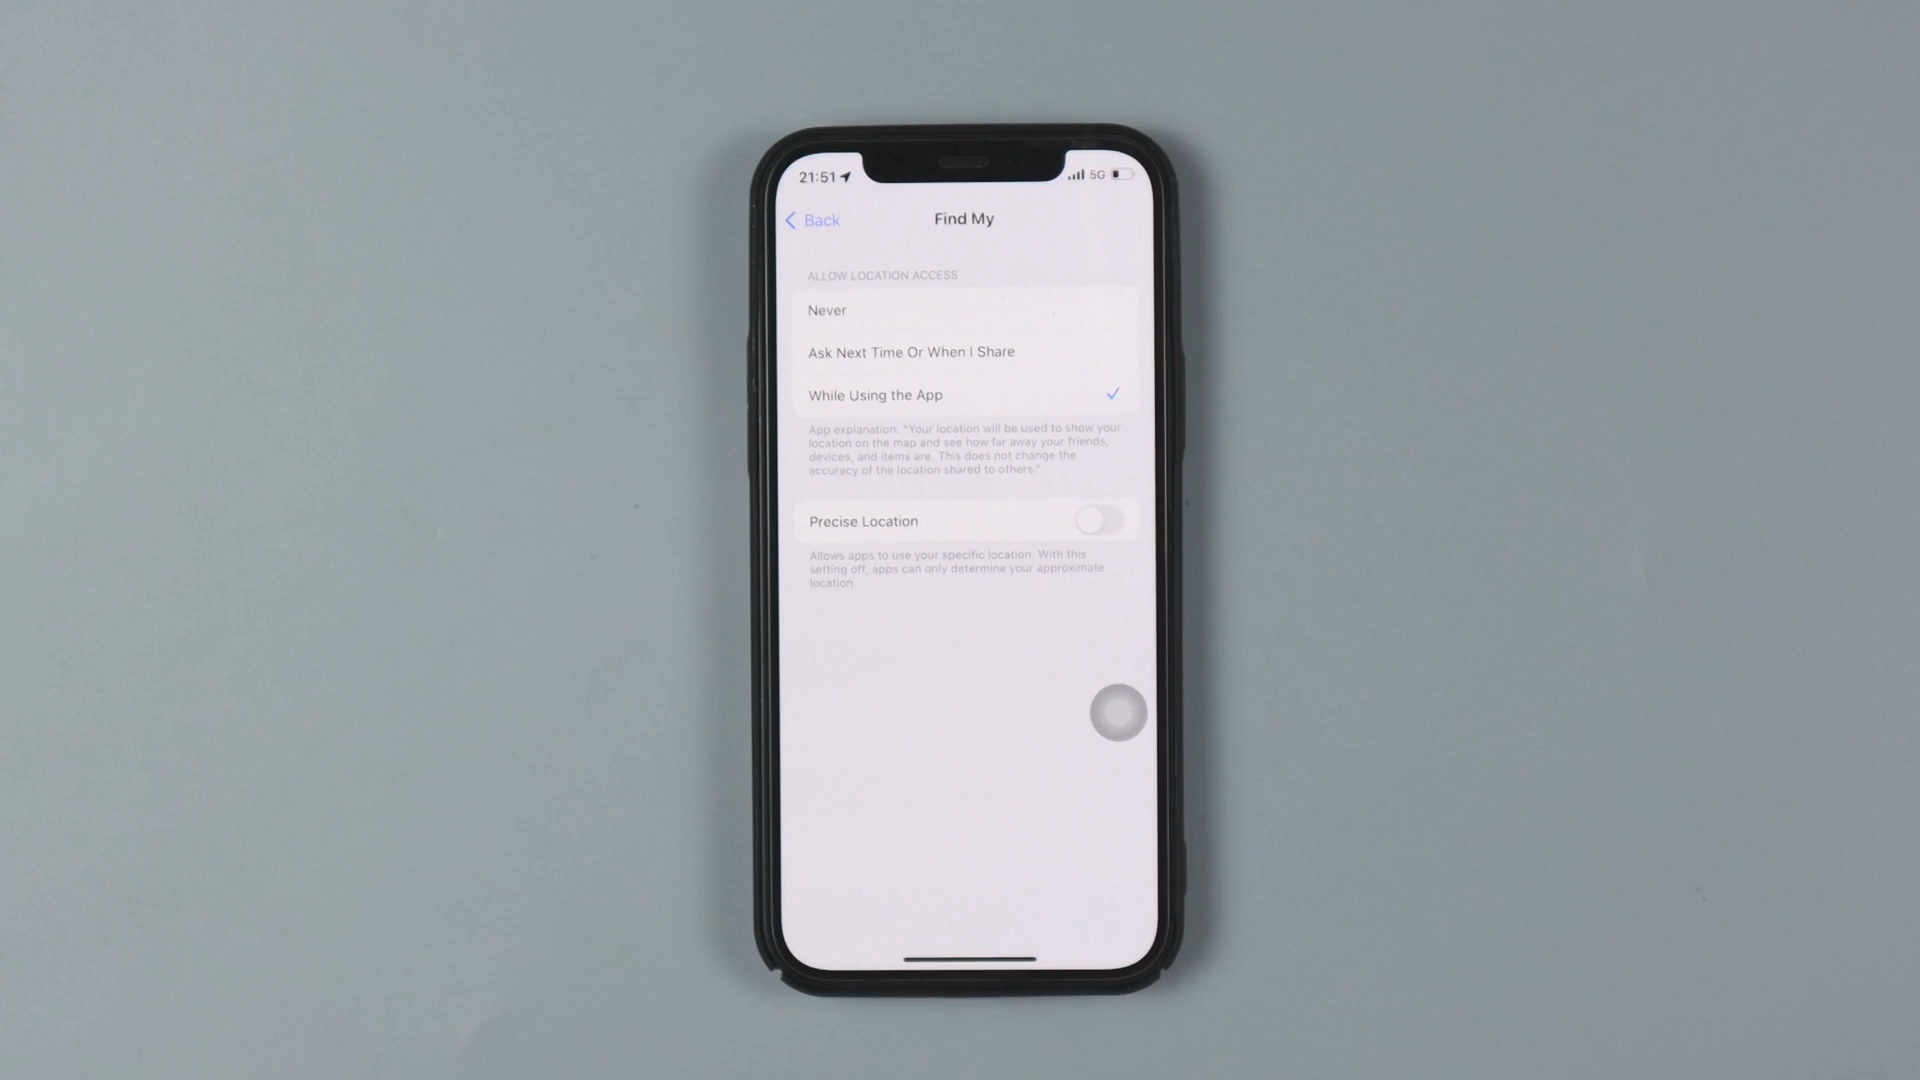 21:51
5G
Back
Find My
ALLOW LOCATION ACCESS
Never
Ask Next Time Or When I Share
While Using the App
App explanation: "Your location will be used to show your
location on the map and see how far away your friends,
devices, and items are. This does not change the
accuracy of the location shared to others."
Precise Location
Allows apps to use your specific location. With this
setting off, apps can only determine your approximate
location.